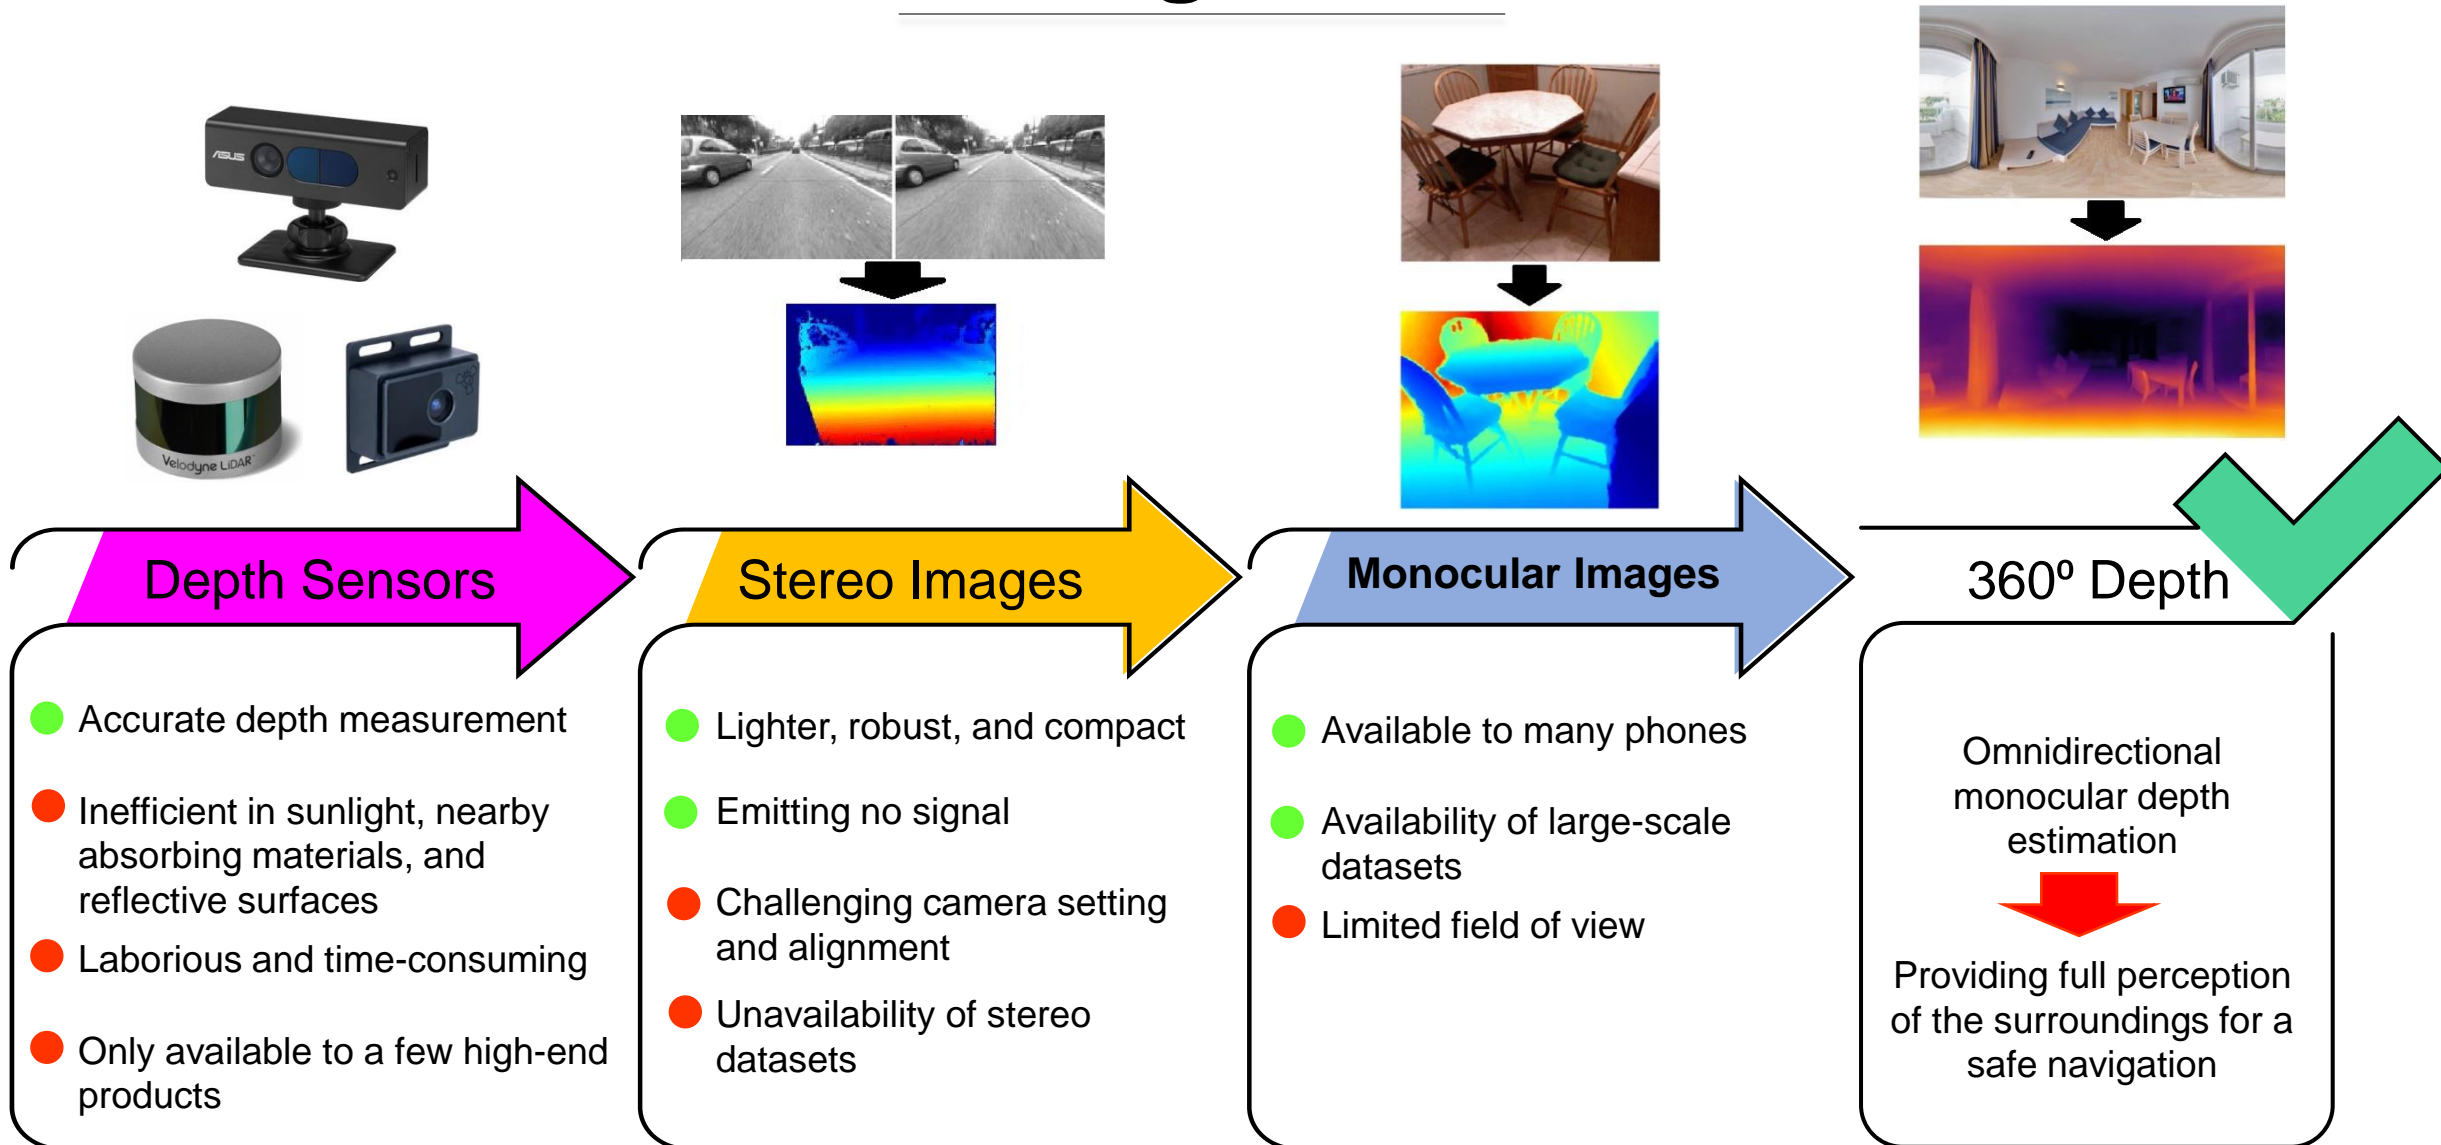 ASUS
Velodyne LiDAR
Depth Sensors
Accurate depth measurement
Inefficient in sunlight, nearby
absorbing materials, and
reflective surfaces
Laborious and time-consuming
Only available to a few high-end
products
Stereo Images
Lighter, robust, and compact
Emitting no signal
Challenging camera setting
and alignment
Unavailability of stereo
datasets
Monocular Images
Available to many phones
Availability of large-scale
datasets
Limited field of view
360º Depth
Omnidirectional
monocular depth
estimation
Providing full perception
of the surroundings for a
safe navigation